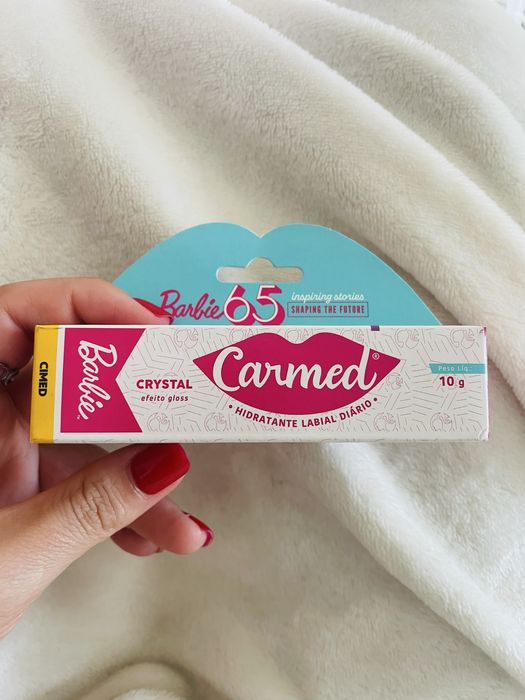 Barbie 65
inspiring stories
SHAPING THE FUTURE
CIMED
Barbie
CRYSTAL
efeito gloss
Carmed®
• HIDRATANTE LABIAL DIÁRIO •
Peso Líq.:
10 g